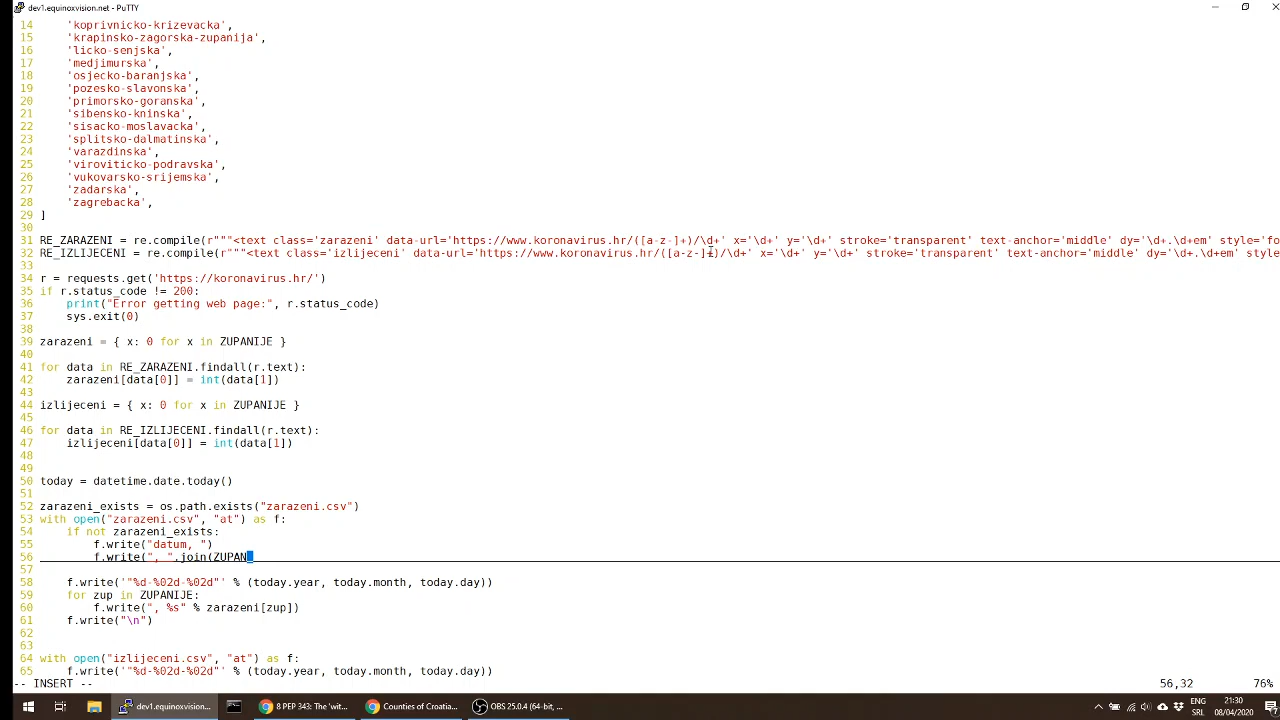 dev1.equinoxvision.net - PuTTY
14 'koprivnicko-krizevacka',
15 'krapinsko-zagorska-zupanija',
16 'licko-senjska',
17 'medjimurska',
18 'osjecko-baranjska',
19 'pozesko-slavonska',
20 'primorsko-goranska',
21 'sibensko-kninska',
22 'sisacko-moslavacka',
23 'splitsko-dalmatinska',
24 'varazdinska',
25 'viroviticko-podravska',
26 'vukovarsko-srijemska',
27 'zadarska',
28 'zagrebacka',
29 ]
30
31 RE_ZARAZENI = re.compile(r"""<text class='zarazeni' data-url='https://www.koronavirus.hr/([a-z-]+)/\d+' x='\d+' y='\d+' stroke='transparent' text-anchor='middle' dy='\d+.\d+em' style='fo
32 RE_IZLIJECENI = re.compile(r"""<text class='izlijeceni' data-url='https://www.koronavirus.hr/([a-z-]+)/\d+' x='\d+' y='\d+' stroke='transparent' text-anchor='middle' dy='\d+.\d+em' style
33
34 r = requests.get('https://koronavirus.hr/')
35 if r.status_code != 200:
36 print("Error getting web page:", r.status_code)
37 sys.exit(0)
38
39 zarazeni = { x: 0 for x in ZUPANIJE }
40
41 for data in RE_ZARAZENI.findall(r.text):
42 zarazeni[data[0]] = int(data[1])
43
44 izlijeceni = { x: 0 for x in ZUPANIJE }
45
46 for data in RE_IZLIJECENI.findall(r.text):
47 izlijeceni[data[0]] = int(data[1])
48
49
50 today = datetime.date.today()
51
52 zarazeni_exists = os.path.exists("zarazeni.csv")
53 with open("zarazeni.csv", "at") as f:
54 if not zarazeni_exists:
55 f.write("datum, ")
56 f.write(", ".join(ZUPAN
57
58 f.write('"%d-%02d-%02d"' % (today.year, today.month, today.day))
59 for zup in ZUPANIJE:
60 f.write(", %s" % zarazeni[zup])
61 f.write("\n")
62
63
64 with open("izlijeceni.csv", "at") as f:
65 f.write('"%d-%02d-%02d"' % (today.year, today.month, today.day))
-- INSERT -- 56,32 76%
dev1.equinoxvision... 8 PEP 343: The 'wit... Counties of Croatia... OBS 25.0.4 (64-bit, ... ENG 21:30
SRL 08/04/2020